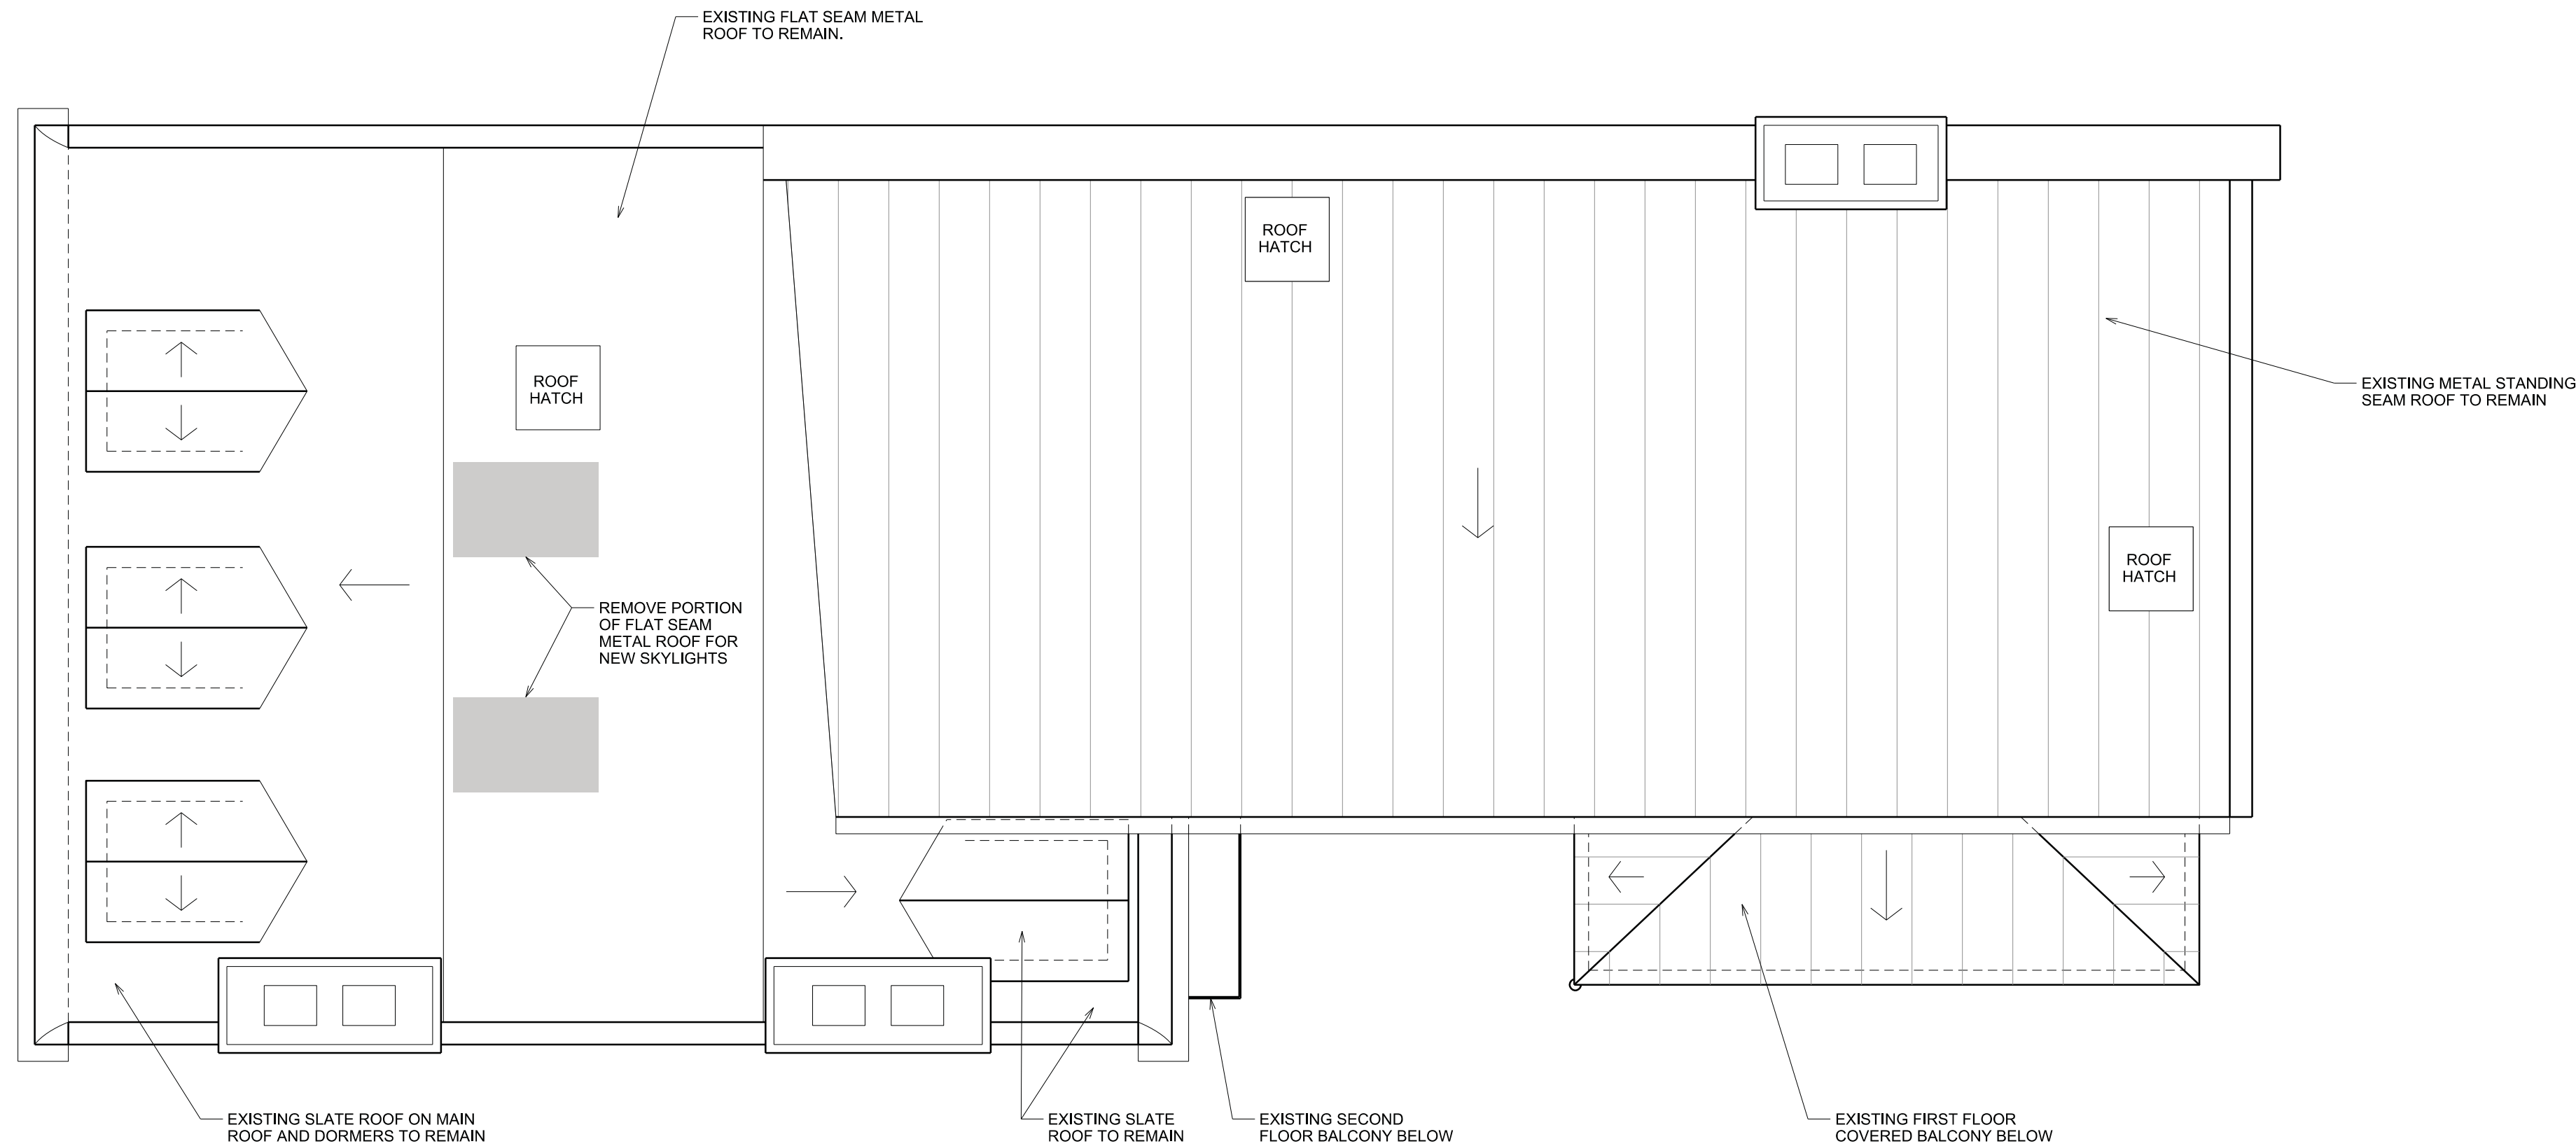 EXISTING FLAT SEAM METAL
ROOF TO REMAIN.
ROOF
HATCH
ROOF
HATCH
EXISTING METAL STANDING
SEAM ROOF TO REMAIN
ROOF
HATCH
REMOVE PORTION
OF FLAT SEAM
METAL ROOF FOR
NEW SKYLIGHTS
EXISTING SLATE ROOF ON MAIN
ROOF AND DORMERS TO REMAIN
EXISTING SLATE
ROOF TO REMAIN
EXISTING SECOND
FLOOR BALCONY BELOW
EXISTING FIRST FLOOR
COVERED BALCONY BELOW